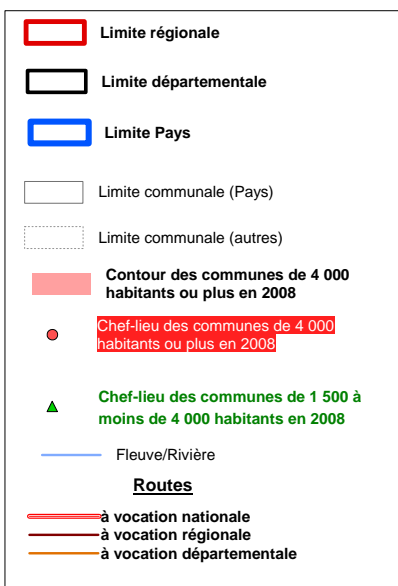 Limite régionale
Limite départementale
Limite Pays
Limite communale (Pays)
Limite communale (autres)
Contour des communes de 4 000
habitants ou plus en 2008
Chef-lieu des communes de 4 000
habitants ou plus en 2008
Chef-lieu des communes de 1 500 à
moins de 4 000 habitants en 2008
Fleuve/Rivière
Routes
à vocation nationale
à vocation régionale
à vocation départementale